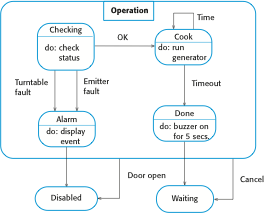 Operation
Checking
do: check
status
OK
Time
Cook
do: run
generator
Turntable
fault
Emitter
fault
Timeout
Alarm
do: display
event
Done
do: buzzer on
for 5 secs.
Door open
Cancel
Disabled
Waiting